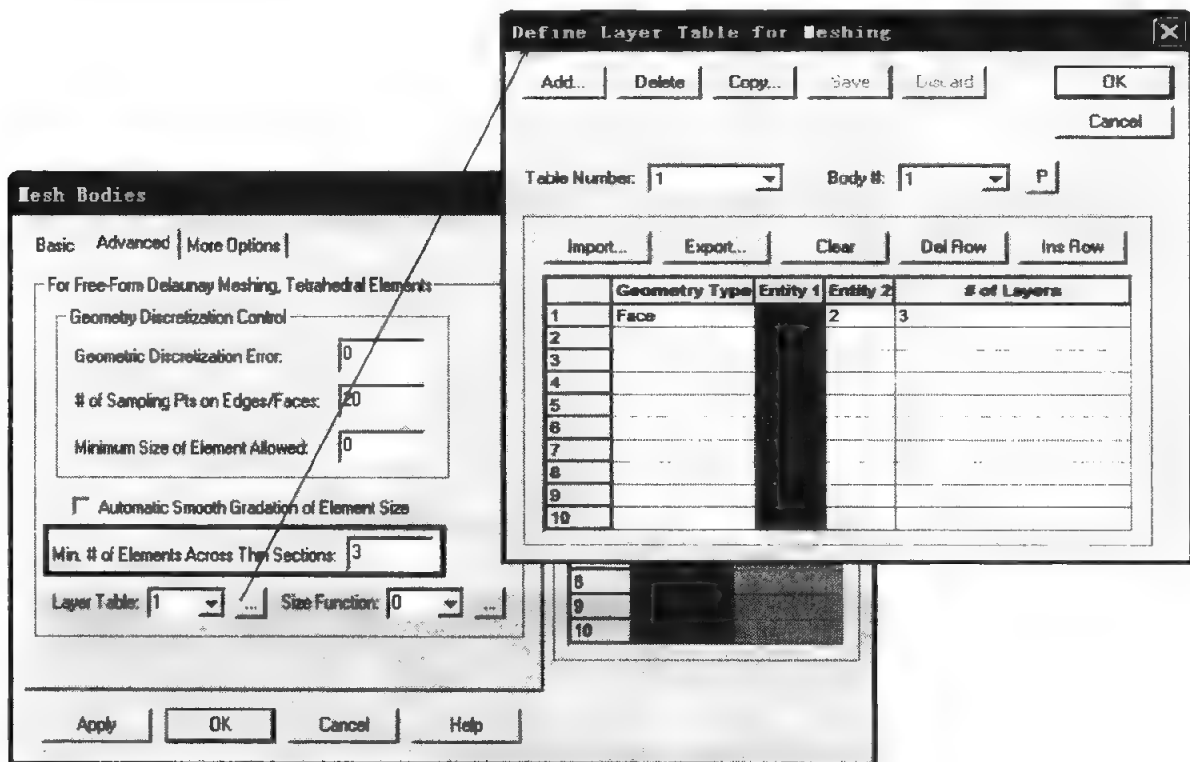 Define Layer Table for Meshing
Add... Delete Copy... Save Discard OK
Cancel
Table Number: 1 Body #: 1 P
Import... Export... Clear Del Row Ins Row
Geometry Type Entity 1 Entity 2 # of Layers
1 Face 2 3
2
3
4
5
6
7
8
9
10
Mesh Bodies
Basic Advanced More Options
For Free-Form Delaunay Meshing, Tetrahedral Elements
Geometry Discretization Control
Geometric Discretization Error: 0
# of Sampling Pts on Edges/Faces: 20
Minimum Size of Element Allowed: 0
Automatic Smooth Gradation of Element Size
Min. # of Elements Across Thin Sections: 3
Layer Table: 1 ... Size Function: 0 ...
8
9
10
Apply OK Cancel Help